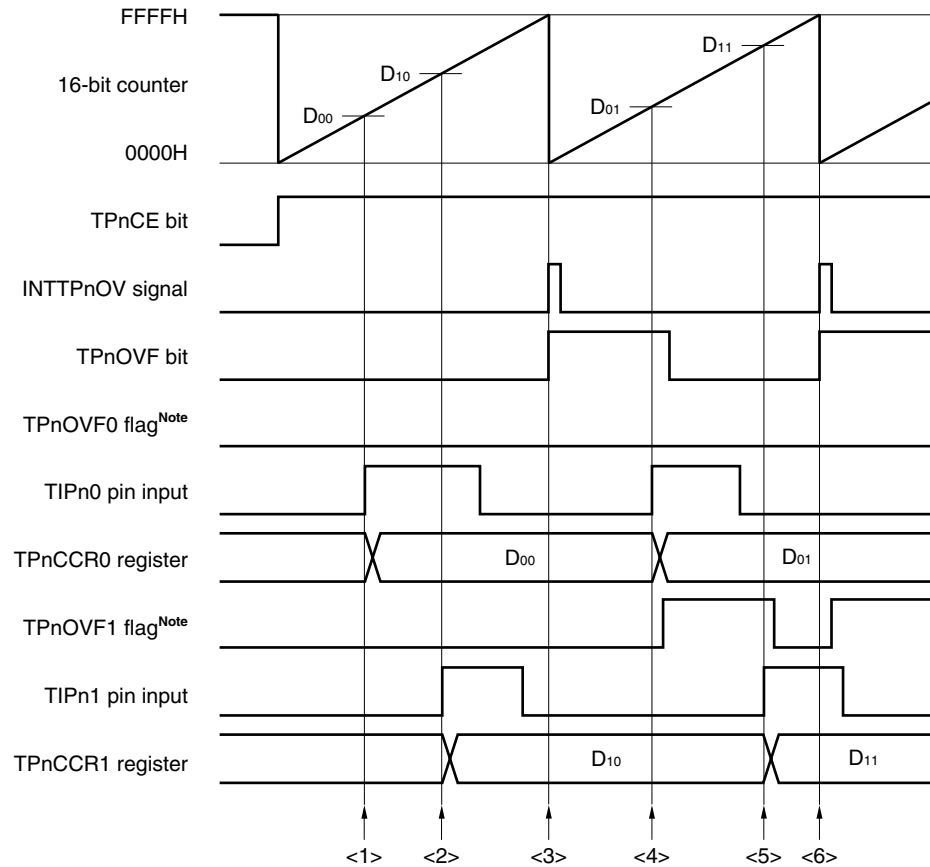 FFFFH
D11
D10
16-bit counter
D01
D00
0000H
TPnCE bit
INTTPnOV signal
TPnOVF bit
TPnOVF0 flagNote
TIPn0 pin input
TPnCCR0 register
D00
D01
TPnOVF1 flagNote
TIPn1 pin input
TPnCCR1 register
D10
D11
<1> <2> <3> <4> <5> <6>